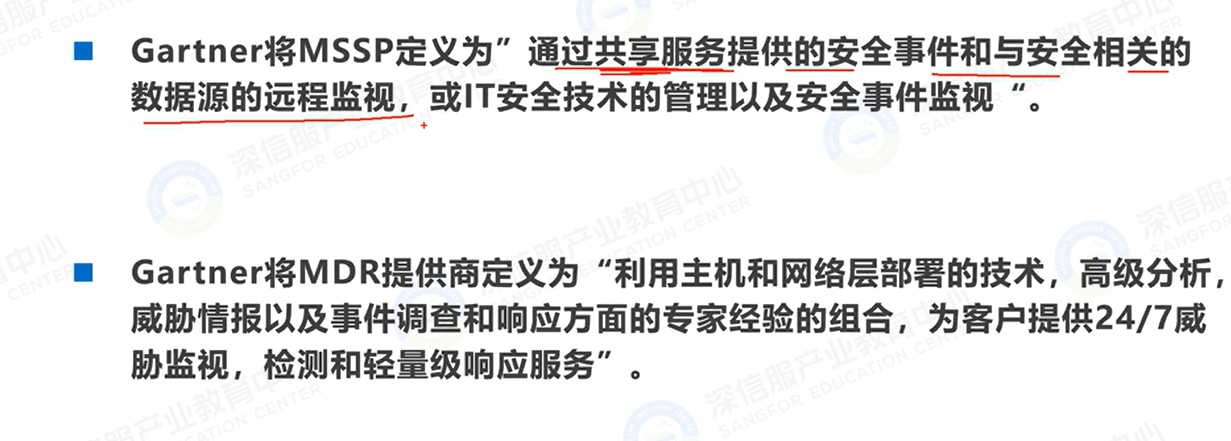 Gartner将MSSP定义为”通过共享服务提供的安全事件和与安全相关的
数据源的远程监视，或IT安全技术的管理以及安全事件监视“。
Gartner将MDR提供商定义为“利用主机和网络层部署的技术，高级分析，
威胁情报以及事件调查和响应方面的专家经验的组合，为客户提供24/7威
胁监视，检测和轻量级响应服务”。
深信服产业教育中心
SANGFOR EDUCATION CENTER